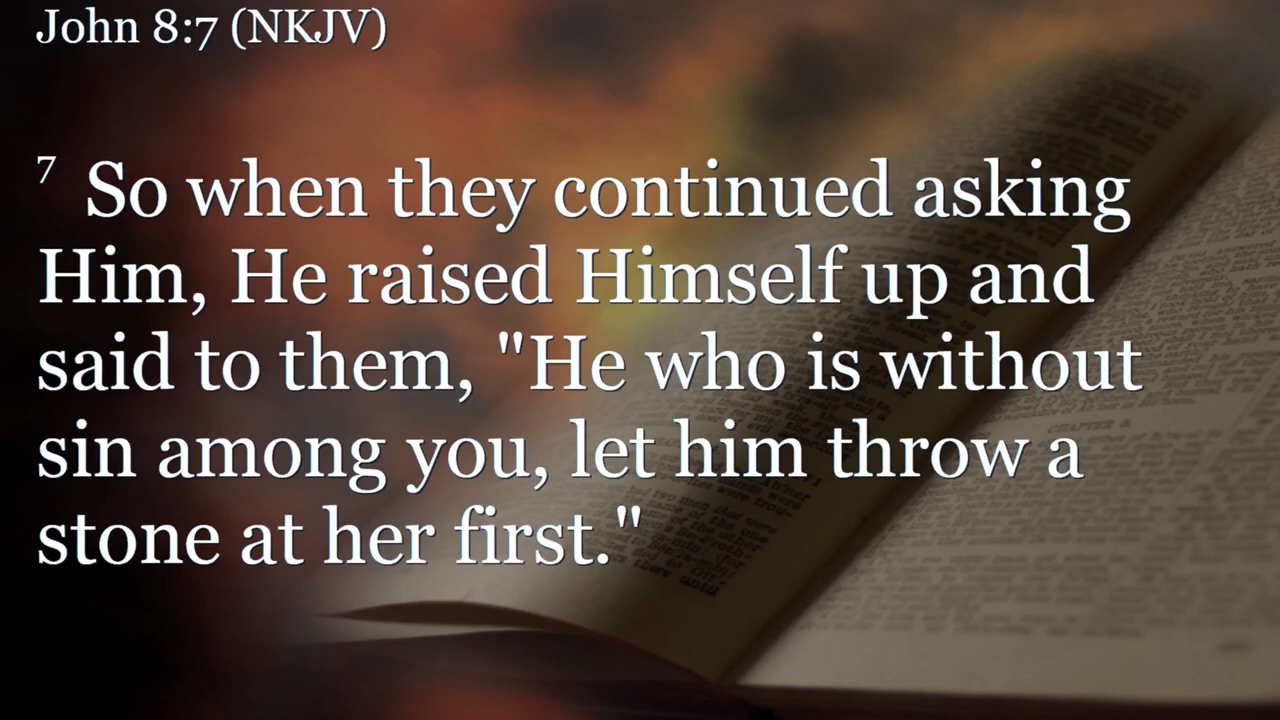 John 8:7 (NKJV)
7 So when they continued asking
Him, He raised Himself up and
said to them, "He who is without
sin among you, let him throw a
stone at her first."